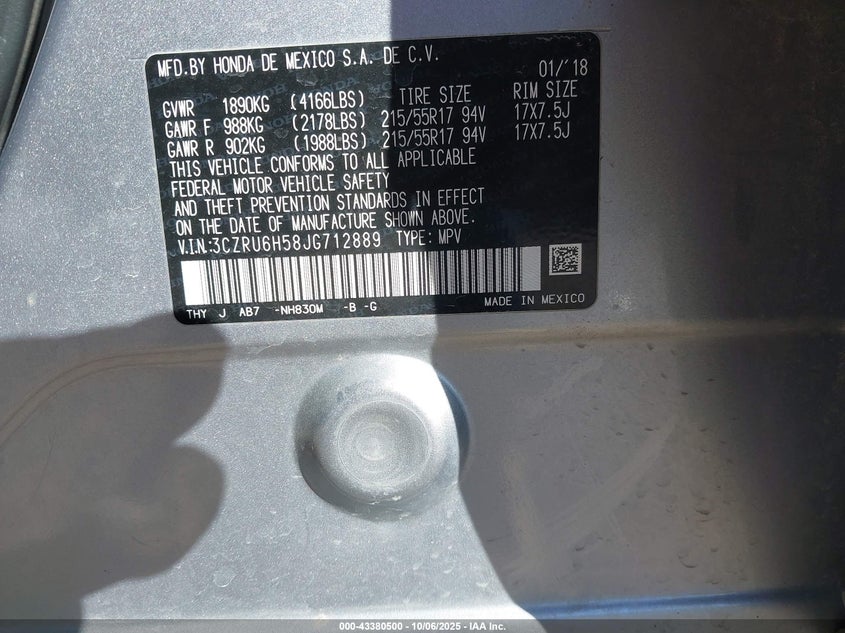 MFD.BY HONDA DE MEXICO S.A. DE C.V. 01/'18
GVWR 1890KG (4166LBS) TIRE SIZE RIM SIZE
GAWR F 988KG (2178LBS) 215/55R17 94V 17X7.5J
GAWR R 902KG (1988LBS) 215/55R17 94V 17X7.5J
THIS VEHICLE CONFORMS TO ALL APPLICABLE
FEDERAL MOTOR VEHICLE SAFETY
AND THEFT PREVENTION STANDARDS IN EFFECT
ON THE DATE OF MANUFACTURE SHOWN ABOVE.
V.I.N:3CZRU6H58JG712889 TYPE: MPV
THY J AB7 -NH830M -B -G MADE IN MEXICO
000-43380500 - 10/06/2025 - IAA Inc.